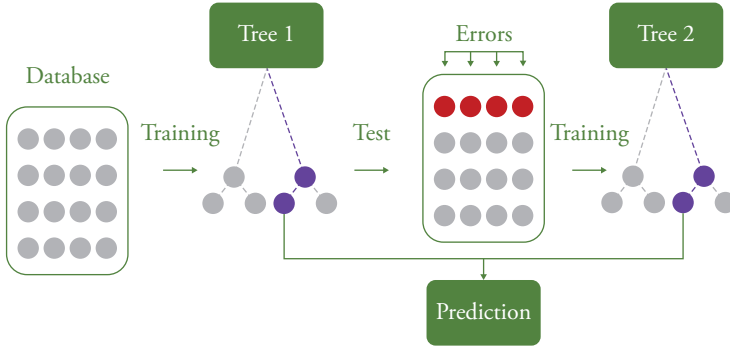 Tree 1
Errors
Tree 2
Database
Training
Test
Training
Prediction